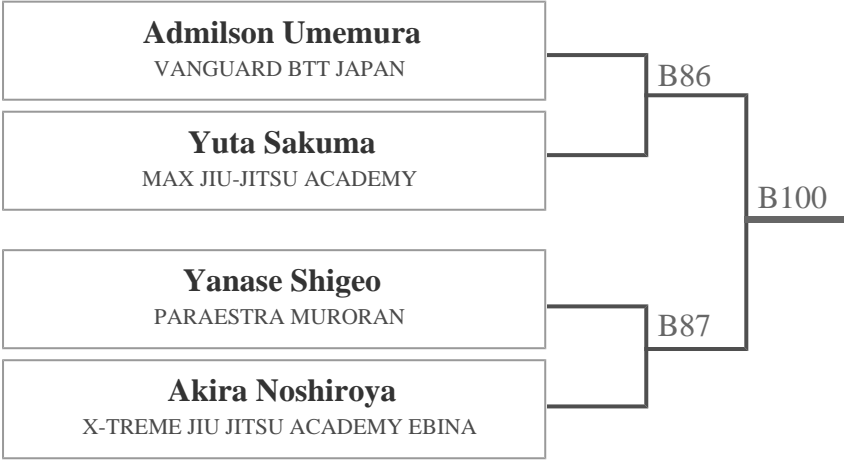 Admilson Umemura
VANGUARD BTT JAPAN
B86
Yuta Sakuma
MAX JIU-JITSU ACADEMY
B100
Yanase Shigeo
PARAESTRA MURORAN
B87
Akira Noshiroya
X-TREME JIU JITSU ACADEMY EBINA